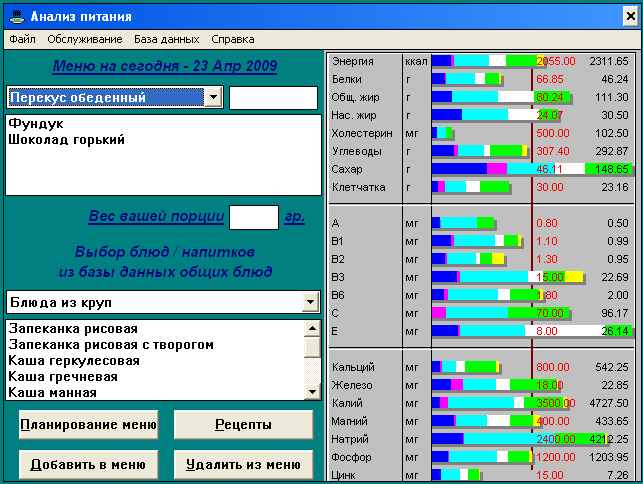 Анализ питания
Файл Обслуживание База данных Справка
Меню на сегодня - 23 Апр 2009
Перекус обеденный
Фундук
Шоколад горький
Вес вашей порции гр.
Выбор блюд / напитков
из базы данных общих блюд
Блюда из круп
Запеканка рисовая
Запеканка рисовая с творогом
Каша геркулесовая
Каша гречневая
Каша манная
Планирование меню Рецепты
Добавить в меню Удалить из меню
Энергия ккал 2055.00 2311.65
Белки г 66.85 46.24
Общ. жир г 80.24 111.30
Нас. жир г 24.07 30.50
Холестерин мг 500.00 102.50
Углеводы г 307.40 292.87
Сахар г 46.11 148.65
Клетчатка г 30.00 23.16
A мг 0.80 0.50
B1 мг 1.10 0.99
B2 мг 1.30 0.95
B3 мг 15.00 22.69
B6 мг 1.80 2.00
C мг 70.00 96.17
E мг 8.00 26.14
Кальций мг 800.00 542.25
Железо мг 18.00 22.85
Калий мг 3500.00 4727.50
Магний мг 400.00 433.65
Натрий мг 2400.00 4212.25
Фосфор мг 1200.00 1203.95
Цинк мг 15.00 7.26